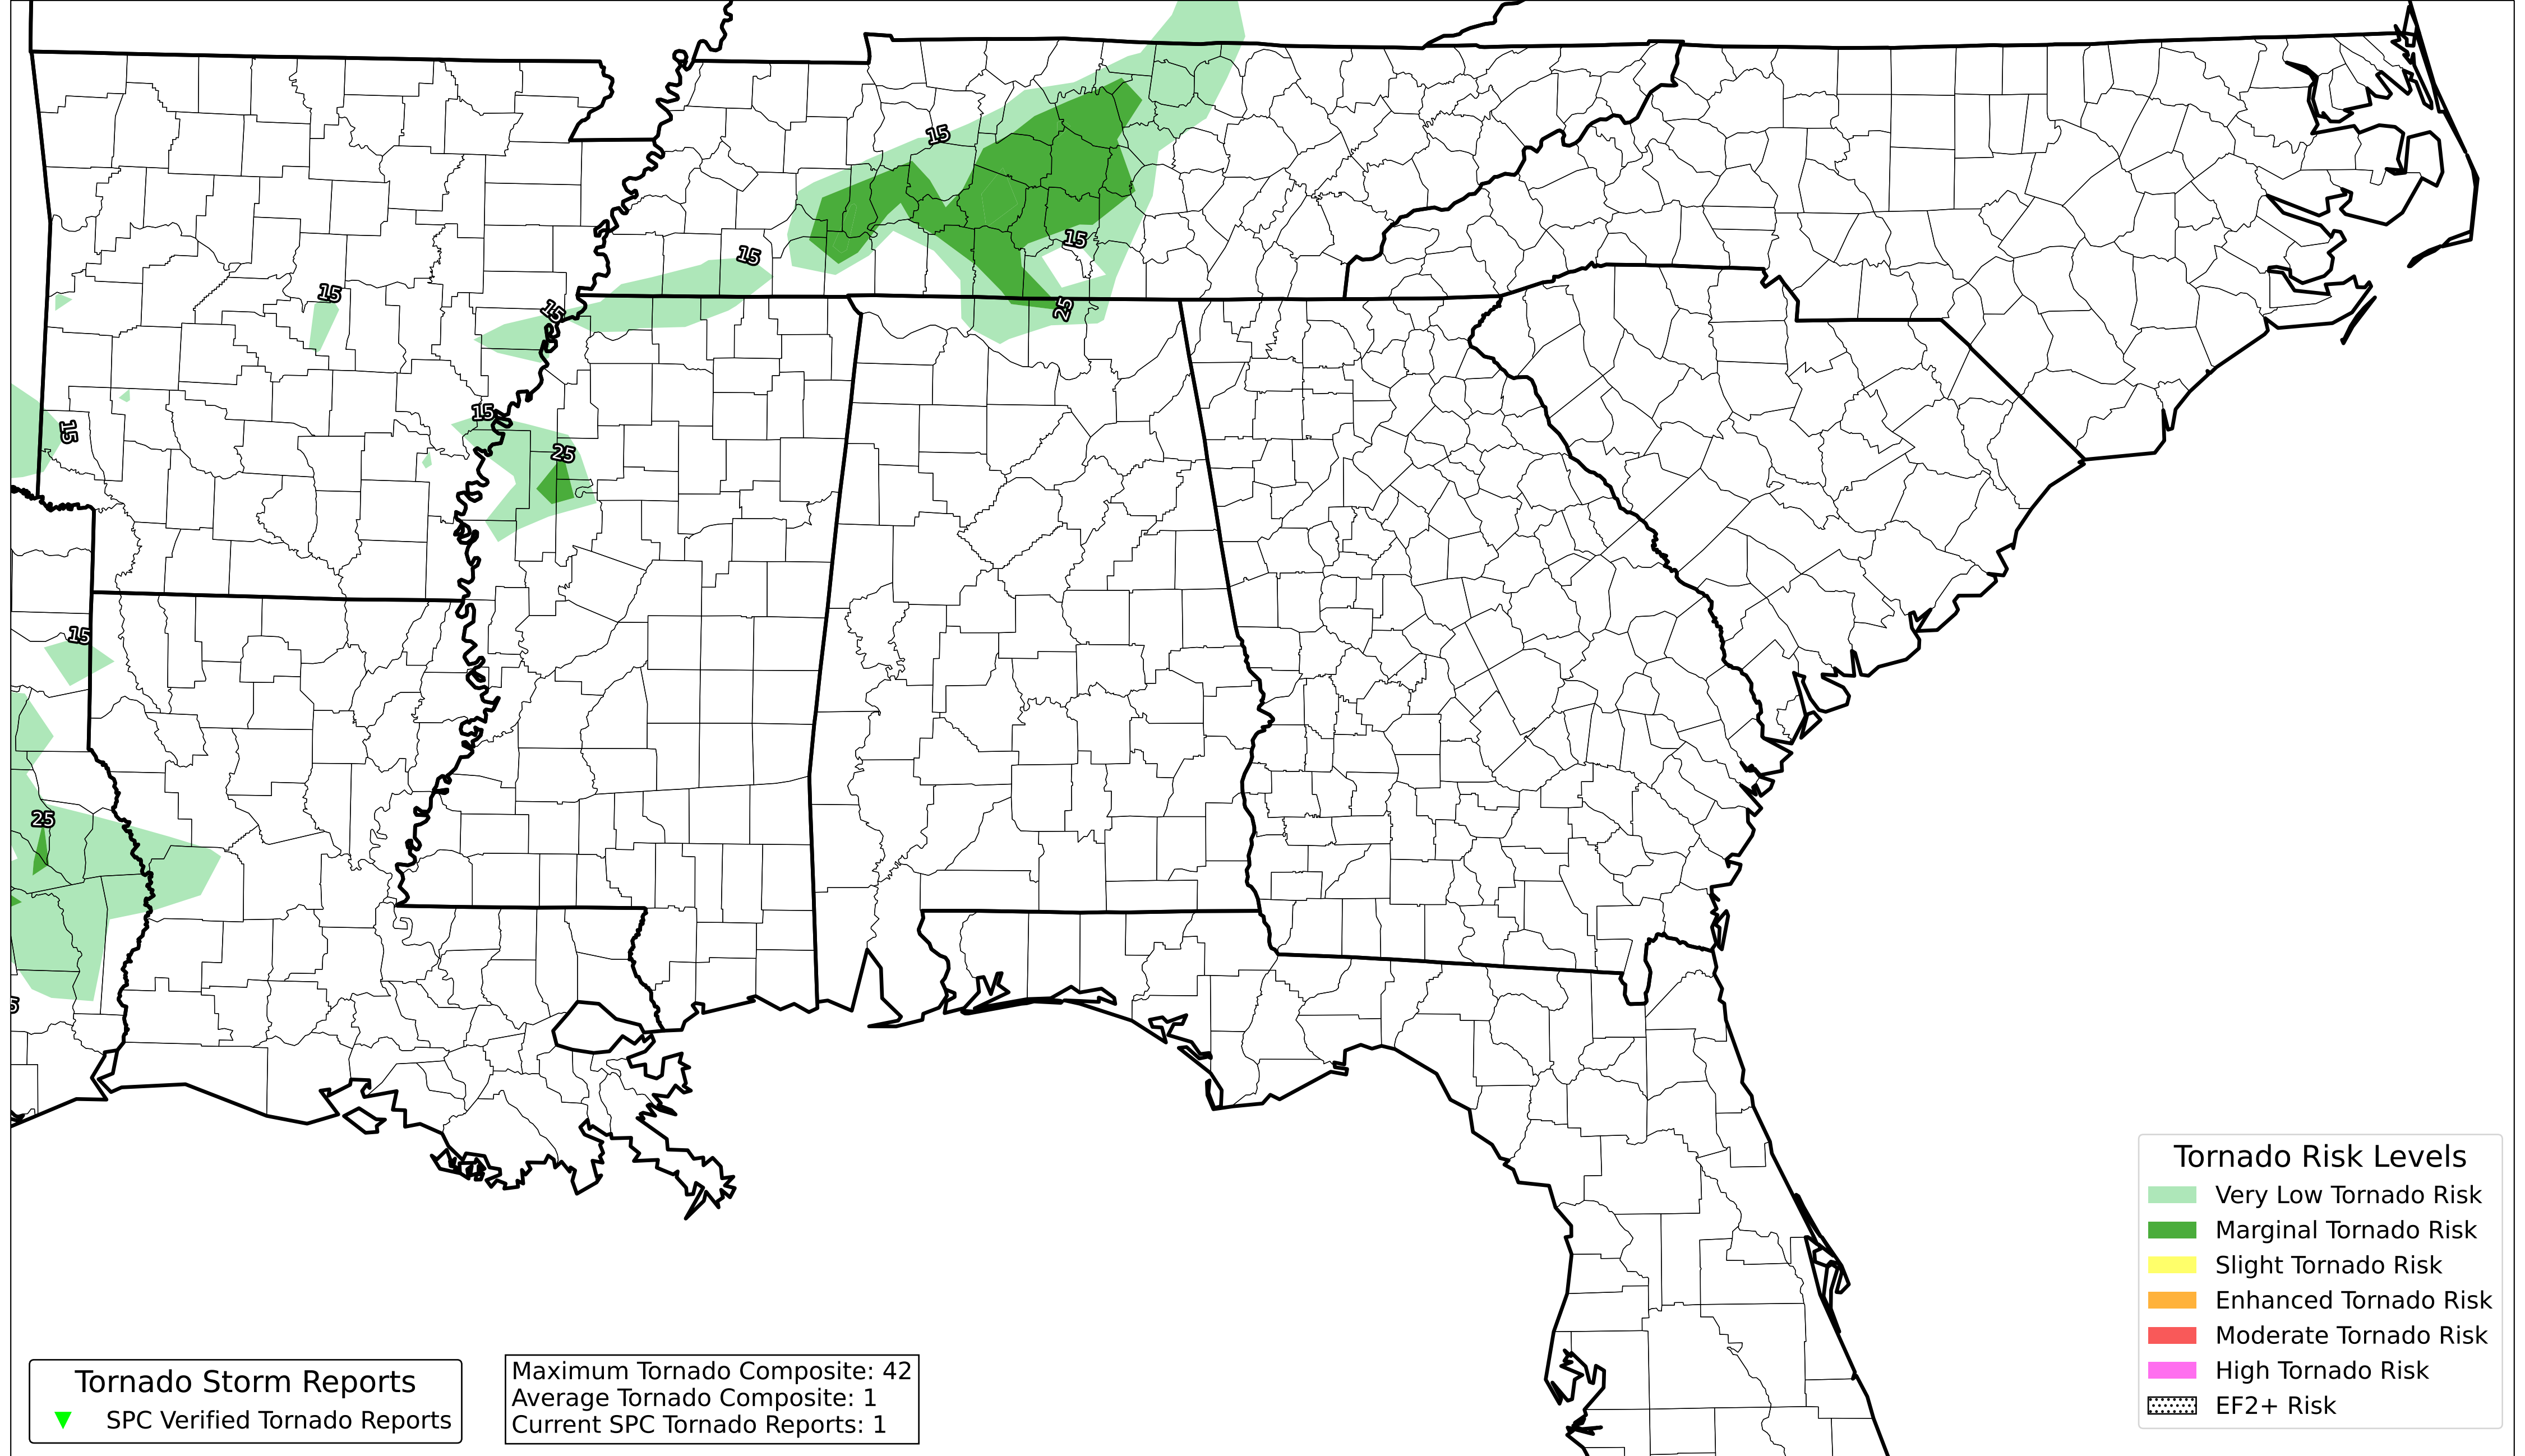 15
15
15
15
15
25
15
15
25
15
25
5
Tornado Risk Levels
Very Low Tornado Risk
Marginal Tornado Risk
Slight Tornado Risk
Enhanced Tornado Risk
Moderate Tornado Risk
High Tornado Risk
EF2+ Risk
Tornado Storm Reports
SPC Verified Tornado Reports
Maximum Tornado Composite: 42
Average Tornado Composite: 1
Current SPC Tornado Reports: 1